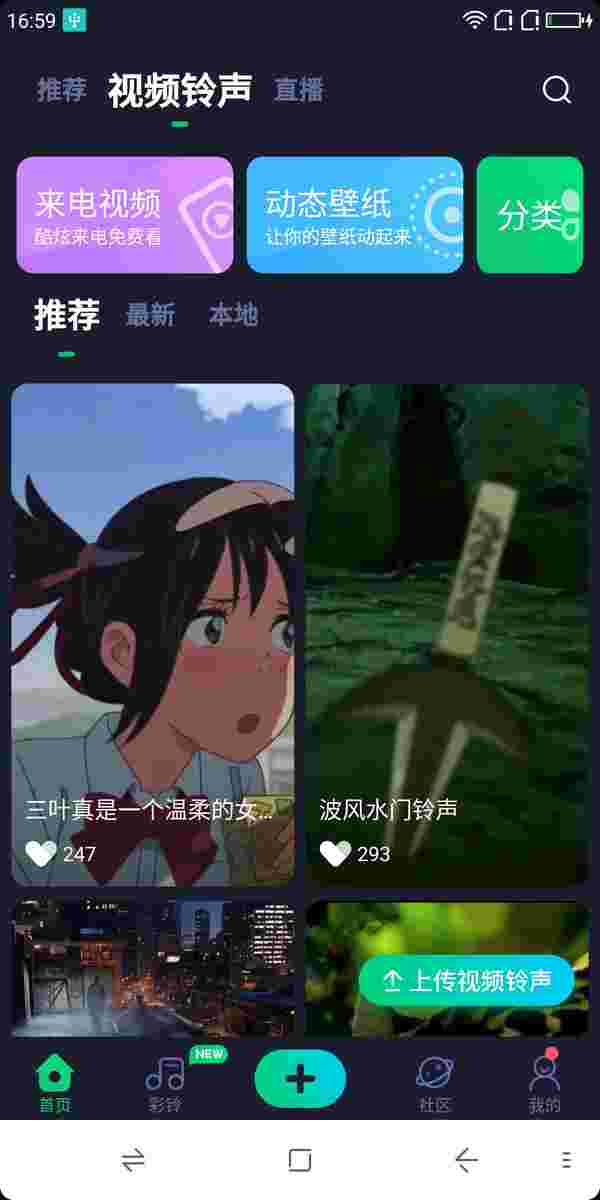 16:59
推荐 视频铃声 直播
来电视频
酷炫来电免费看
动态壁纸
让你的壁纸动起来
分类
推荐 最新 本地
三叶真是一个温柔的女...
247
波风水门铃声
293
上传视频铃声
首页
彩铃
NEW
社区
我的